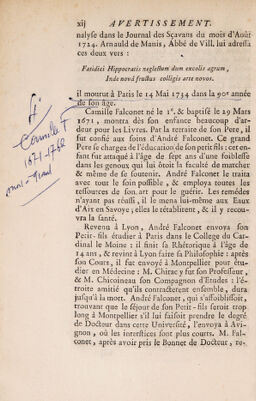 xij AVERTISSEMENT.
nalyse dans le Journal des Sçavans du mois d'Août
1724. Arnauld de Manis, Abbé de Vill. lui adressa
ces deux vers :
Fatidici Hippocratis neglectum dum excolis agrum,
Inde novâ frustus colligis arte novos.
il mourut à Paris le 14 Mai 1734 dans la 90e année
de son âge.
Camille Falconet né le 1er. & baptisé le 29 Mars
1671, montra dès son enfance beaucoup d'ar-
deur pour les Livres. Par la retraite de son Pere, il
fut confié aux soins d'André Falconet. Ce grand
Pere se chargea de l'éducation de son petit fils : cet en-
fant fut attaqué à l'âge de sept ans d'une foiblesse
dans les genoux qui lui ôtoit la faculté de marcher
& même de se soutenir. André Falconet le traita
avec tout le soin possible, & employa toutes les
ressources de son art pour le guérir. Les remédes
n'ayant pas réussi, il le mena lui-même aux Eaux
d'Aix en Savoye; elles le rétablirent, & il y recou-
vra la santé.
Revenu à Lyon, André Falconet envoya son
Petit-fils étudier à Paris dans le College du Car-
dinal le Moine : il finit sa Rhétorique à l'âge de
14 ans, & revint à Lyon faire sa Philosophie : après
son Cours, il fut envoyé à Montpellier pour étu-
dier en Médecine : M. Chirac y fut son Professeur,
& M. Chicoineau son Compagnon d'Etudes : l'é-
troite amitié qu'ils contracterent ensemble, dura
jusqu'à la mort. André Falconet, qui s'affoiblissoit,
trouvant que le séjour de son Petit-fils seroit trop
long à Montpellier s'il lui faisoit prendre le degré
de Docteur dans cette Université, l'envoya à Avi-
gnon, où les interstices sont plus courts. M. Fal-
conet, après avoir pris le Bonnet de Docteur, re-
Camille F
1671-1762